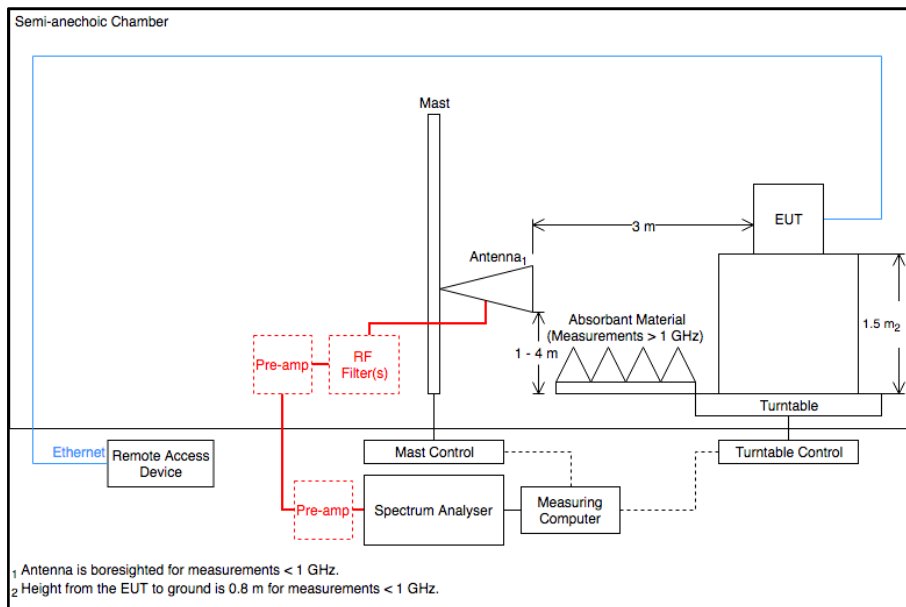 Semi-anechoic Chamber
Mast
EUT
3 m
Antenna1
Absorbant Material
(Measurements > 1 GHz)
1.5 m2
1 - 4 m
Pre-amp
RF
Filter(s)
Turntable
Ethernet
Remote Access
Device
Mast Control
Turntable Control
Pre-amp
Spectrum Analyser
Measuring
Computer
1 Antenna is boresighted for measurements < 1 GHz.
2 Height from the EUT to ground is 0.8 m for measurements < 1 GHz.